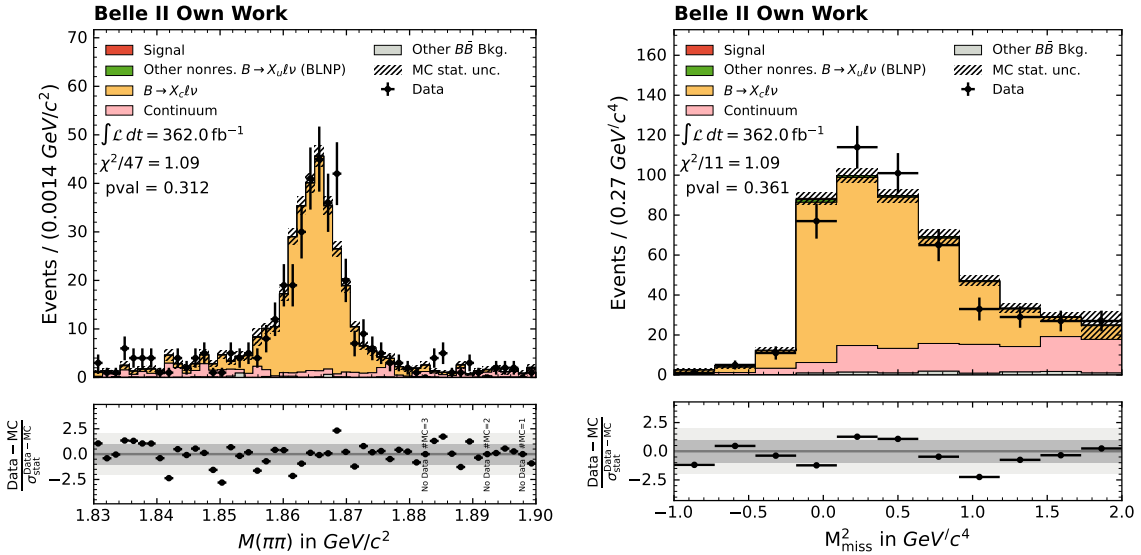 Belle II Own Work
Signal
Other nonres. B→X_uℓν (BLNP)
B→X_cℓν
Continuum
Other BB̄ Bkg.
MC stat. unc.
Data
∫ℒ dt = 362.0 fb⁻¹
χ²/47 = 1.09
pval = 0.312
Events / (0.0014 GeV/c²)
70
60
50
40
30
20
10
0
Data − MC
σ_stat^(Data−MC)
2.5
0.0
−2.5
No Data #MC=3
No Data #MC=2
No Data #MC=1
1.83 1.84 1.85 1.86 1.87 1.88 1.89 1.90
M(ππ) in GeV/c²
Belle II Own Work
Signal
Other nonres. B→X_uℓν (BLNP)
B→X_cℓν
Continuum
Other BB̄ Bkg.
MC stat. unc.
Data
∫ℒ dt = 362.0 fb⁻¹
χ²/11 = 1.09
pval = 0.361
Events / (0.27 GeV/c⁴)
160
140
120
100
80
60
40
20
0
Data − MC
σ_stat^(Data−MC)
2.5
0.0
−2.5
−1.0 −0.5 0.0 0.5 1.0 1.5 2.0
M²_miss in GeV/c⁴